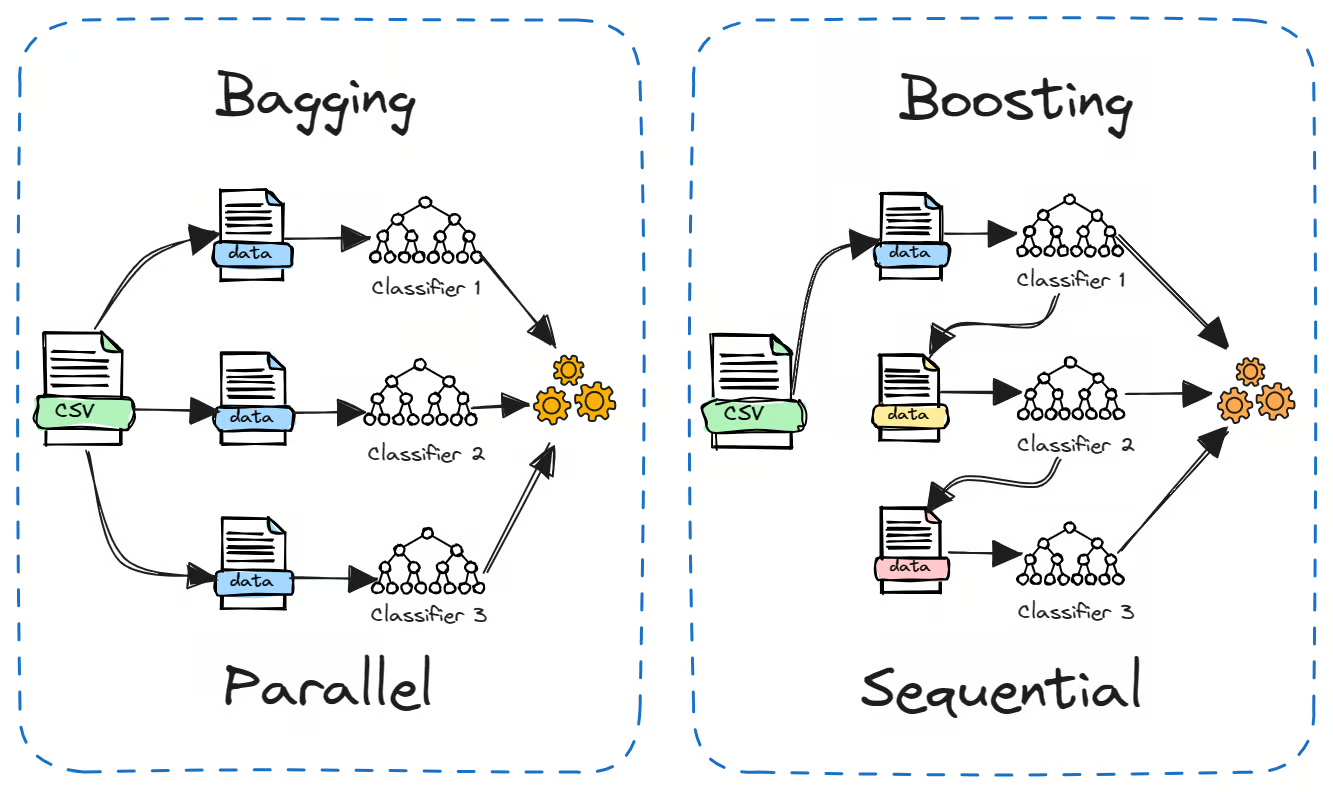 Bagging
data
Classifier 1
CSV
data
Classifier 2
data
Classifier 3
Parallel
Boosting
data
Classifier 1
CSV
data
Classifier 2
data
Classifier 3
Sequential